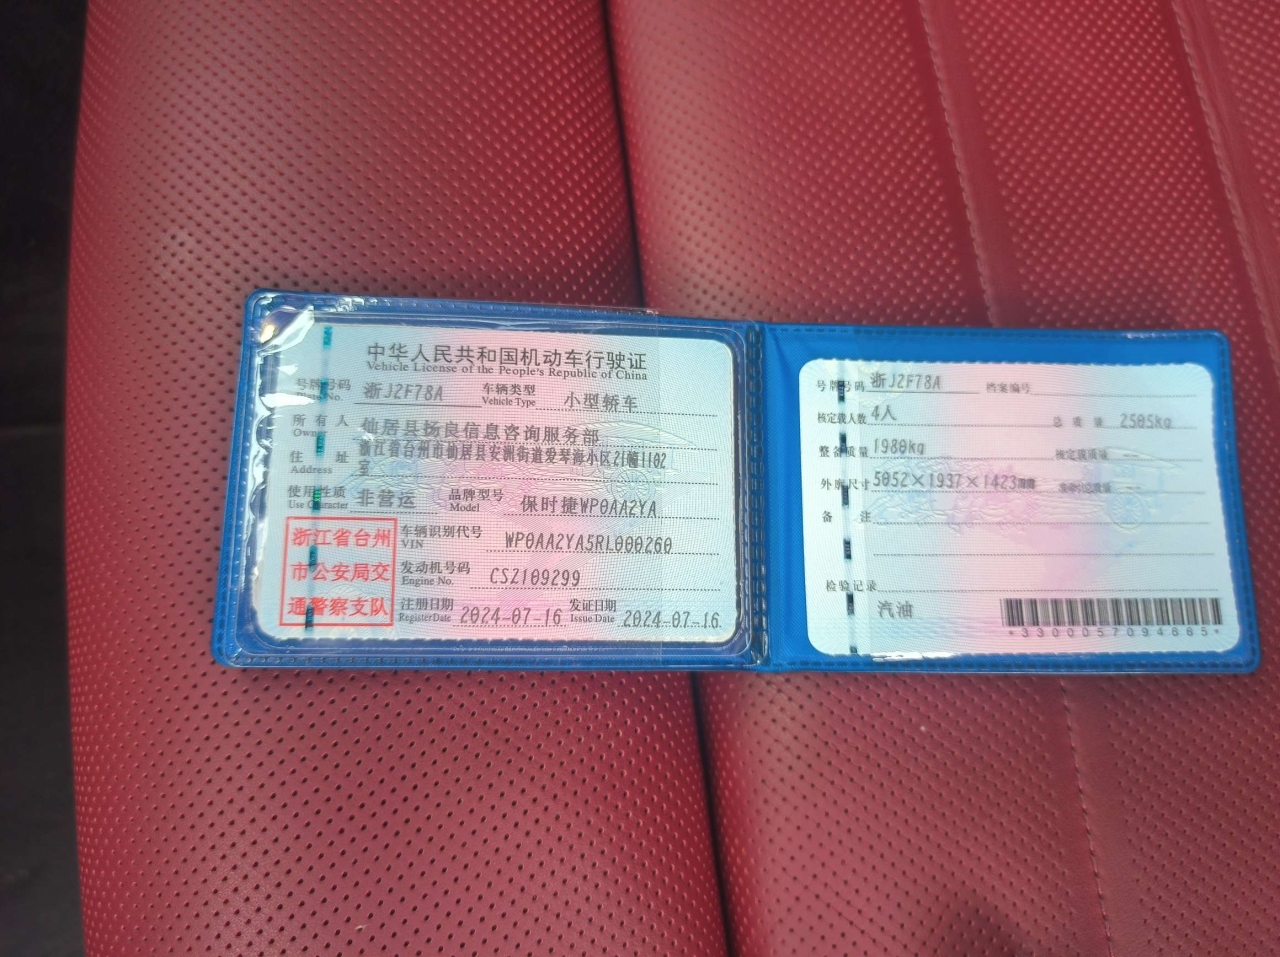 中华人民共和国机动车行驶证
Vehicle License of the People's Republic of China
号牌号码 浙J2F78A 车辆类型 小型轿车
Plate No. Vehicle Type
所有人 仙居县杨良信息咨询服务部
Owner
住址 浙江省台州市仙居县安洲街道爱琴海小区21幢1102
Address 室
使用性质 非营运 品牌型号 保时捷WP0AA2YA
Use Character Model
浙江省台州 车辆识别代号 WP0AA2YA5RL000260
VIN
市公安局交 发动机号码 CSZ109299
Engine No.
通警察支队 注册日期 2024-07-16 发证日期 2024-07-16
Register Date Issue Date
号牌号码 浙J2F78A 档案编号
核定载人数 4人 总质量 2505kg
整备质量 1980kg 核定载质量 --
外廓尺寸 5052×1937×1423mm 准牵引总质量 --
备注
检验记录
汽油
*3300057094685*